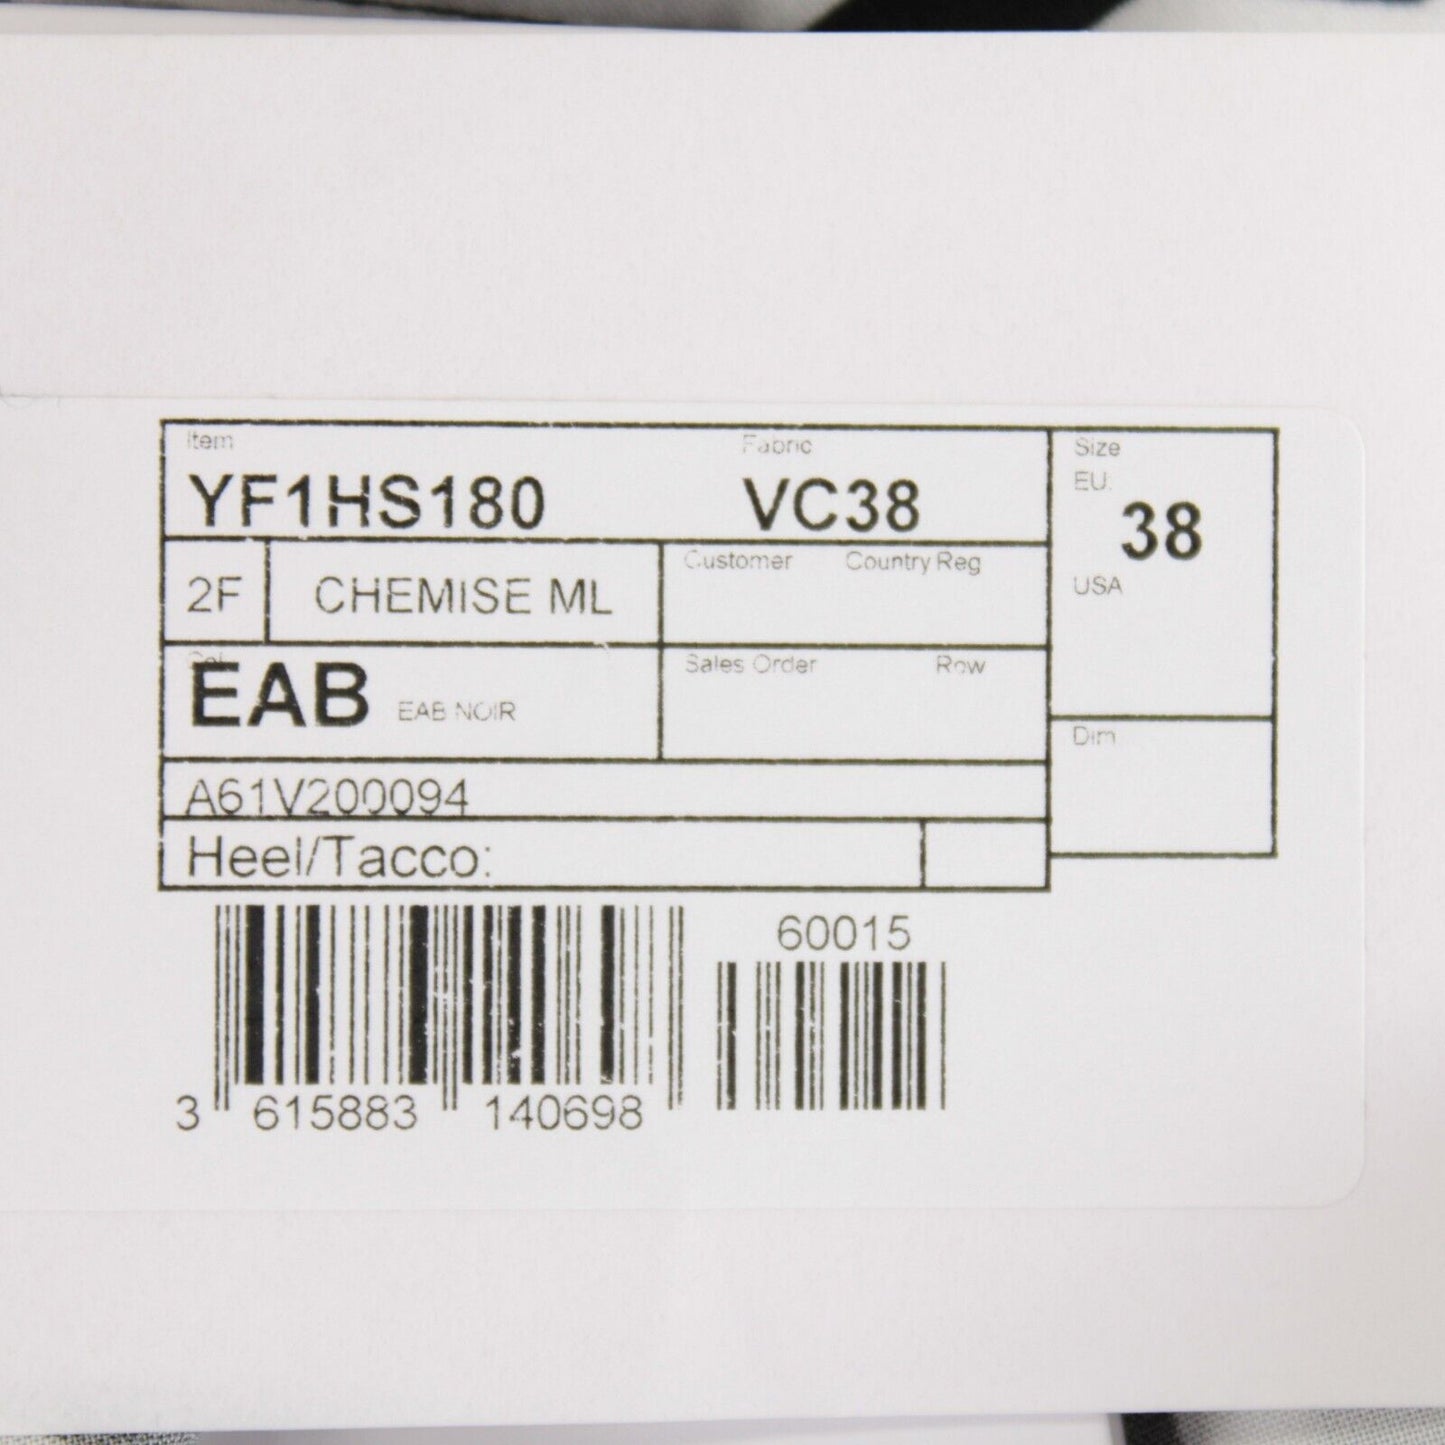 Item Fabric Size
YF1HS180 VC38 EU.
38
2F CHEMISE ML Customer Country Reg USA
Col
EAB EAB NOIR Sales Order Row
Dim
A61V200094
Heel/Tacco:
60015
3 615883 140698